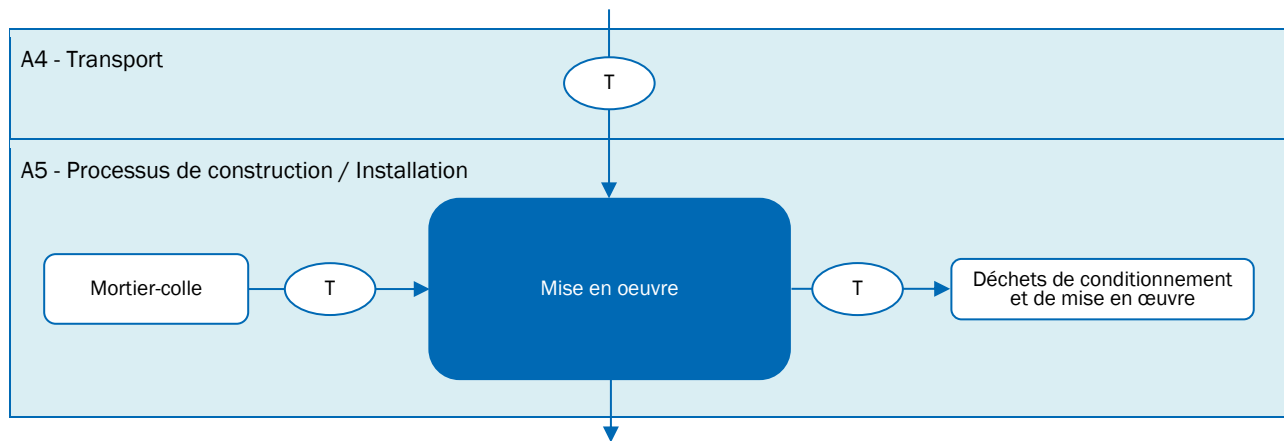 A4 - Transport
T
A5 - Processus de construction / Installation
Mortier-colle
T
Mise en oeuvre
T
Déchets de conditionnement
et de mise en œuvre